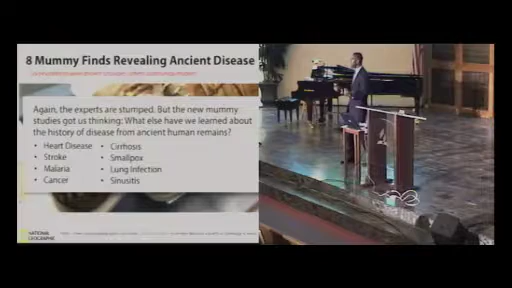 8 Mummy Finds Revealing Ancient Disease
Again, the experts are stumped. But the new mummy
studies got us thinking: What else have we learned about
the history of disease from ancient human remains?
• Heart Disease
• Stroke
• Malaria
• Cancer
• Cirrhosis
• Smallpox
• Lung Infection
• Sinusitis
NATIONAL
GEOGRAPHIC